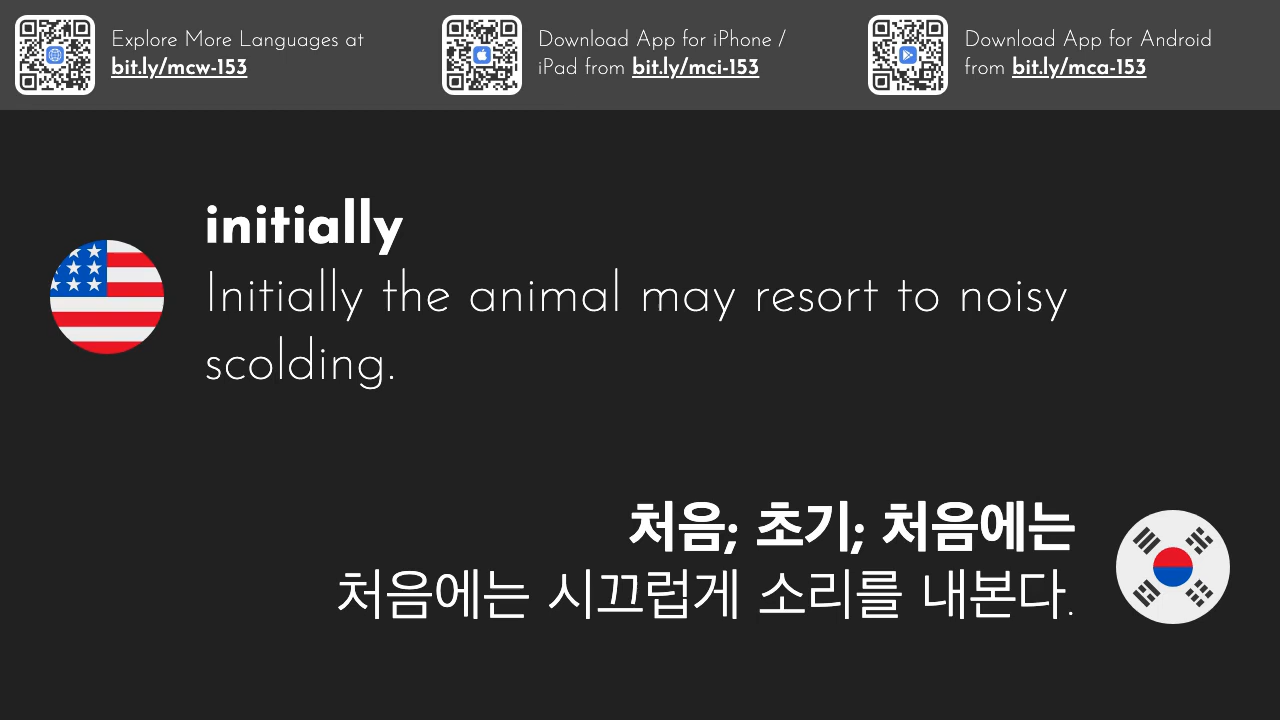 Explore More Languages at
bit.ly/mcw-153
Download App for iPhone /
iPad from bit.ly/mci-153
Download App for Android
from bit.ly/mca-153
initially
Initially the animal may resort to noisy
scolding.
처음; 초기; 처음에는
처음에는 시끄럽게 소리를 내본다.